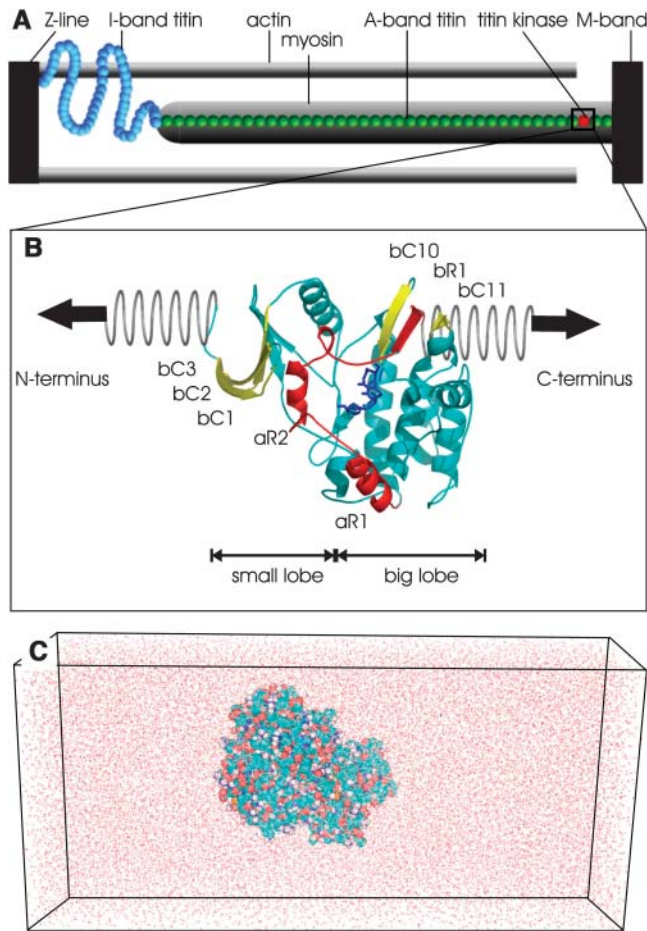 A Z-line I-band titin actin A-band titin titin kinase M-band
myosin
B
bC10
bR1
bC11
N-terminus
C-terminus
bC3
bC2
bC1
aR2
aR1
small lobe big lobe
C